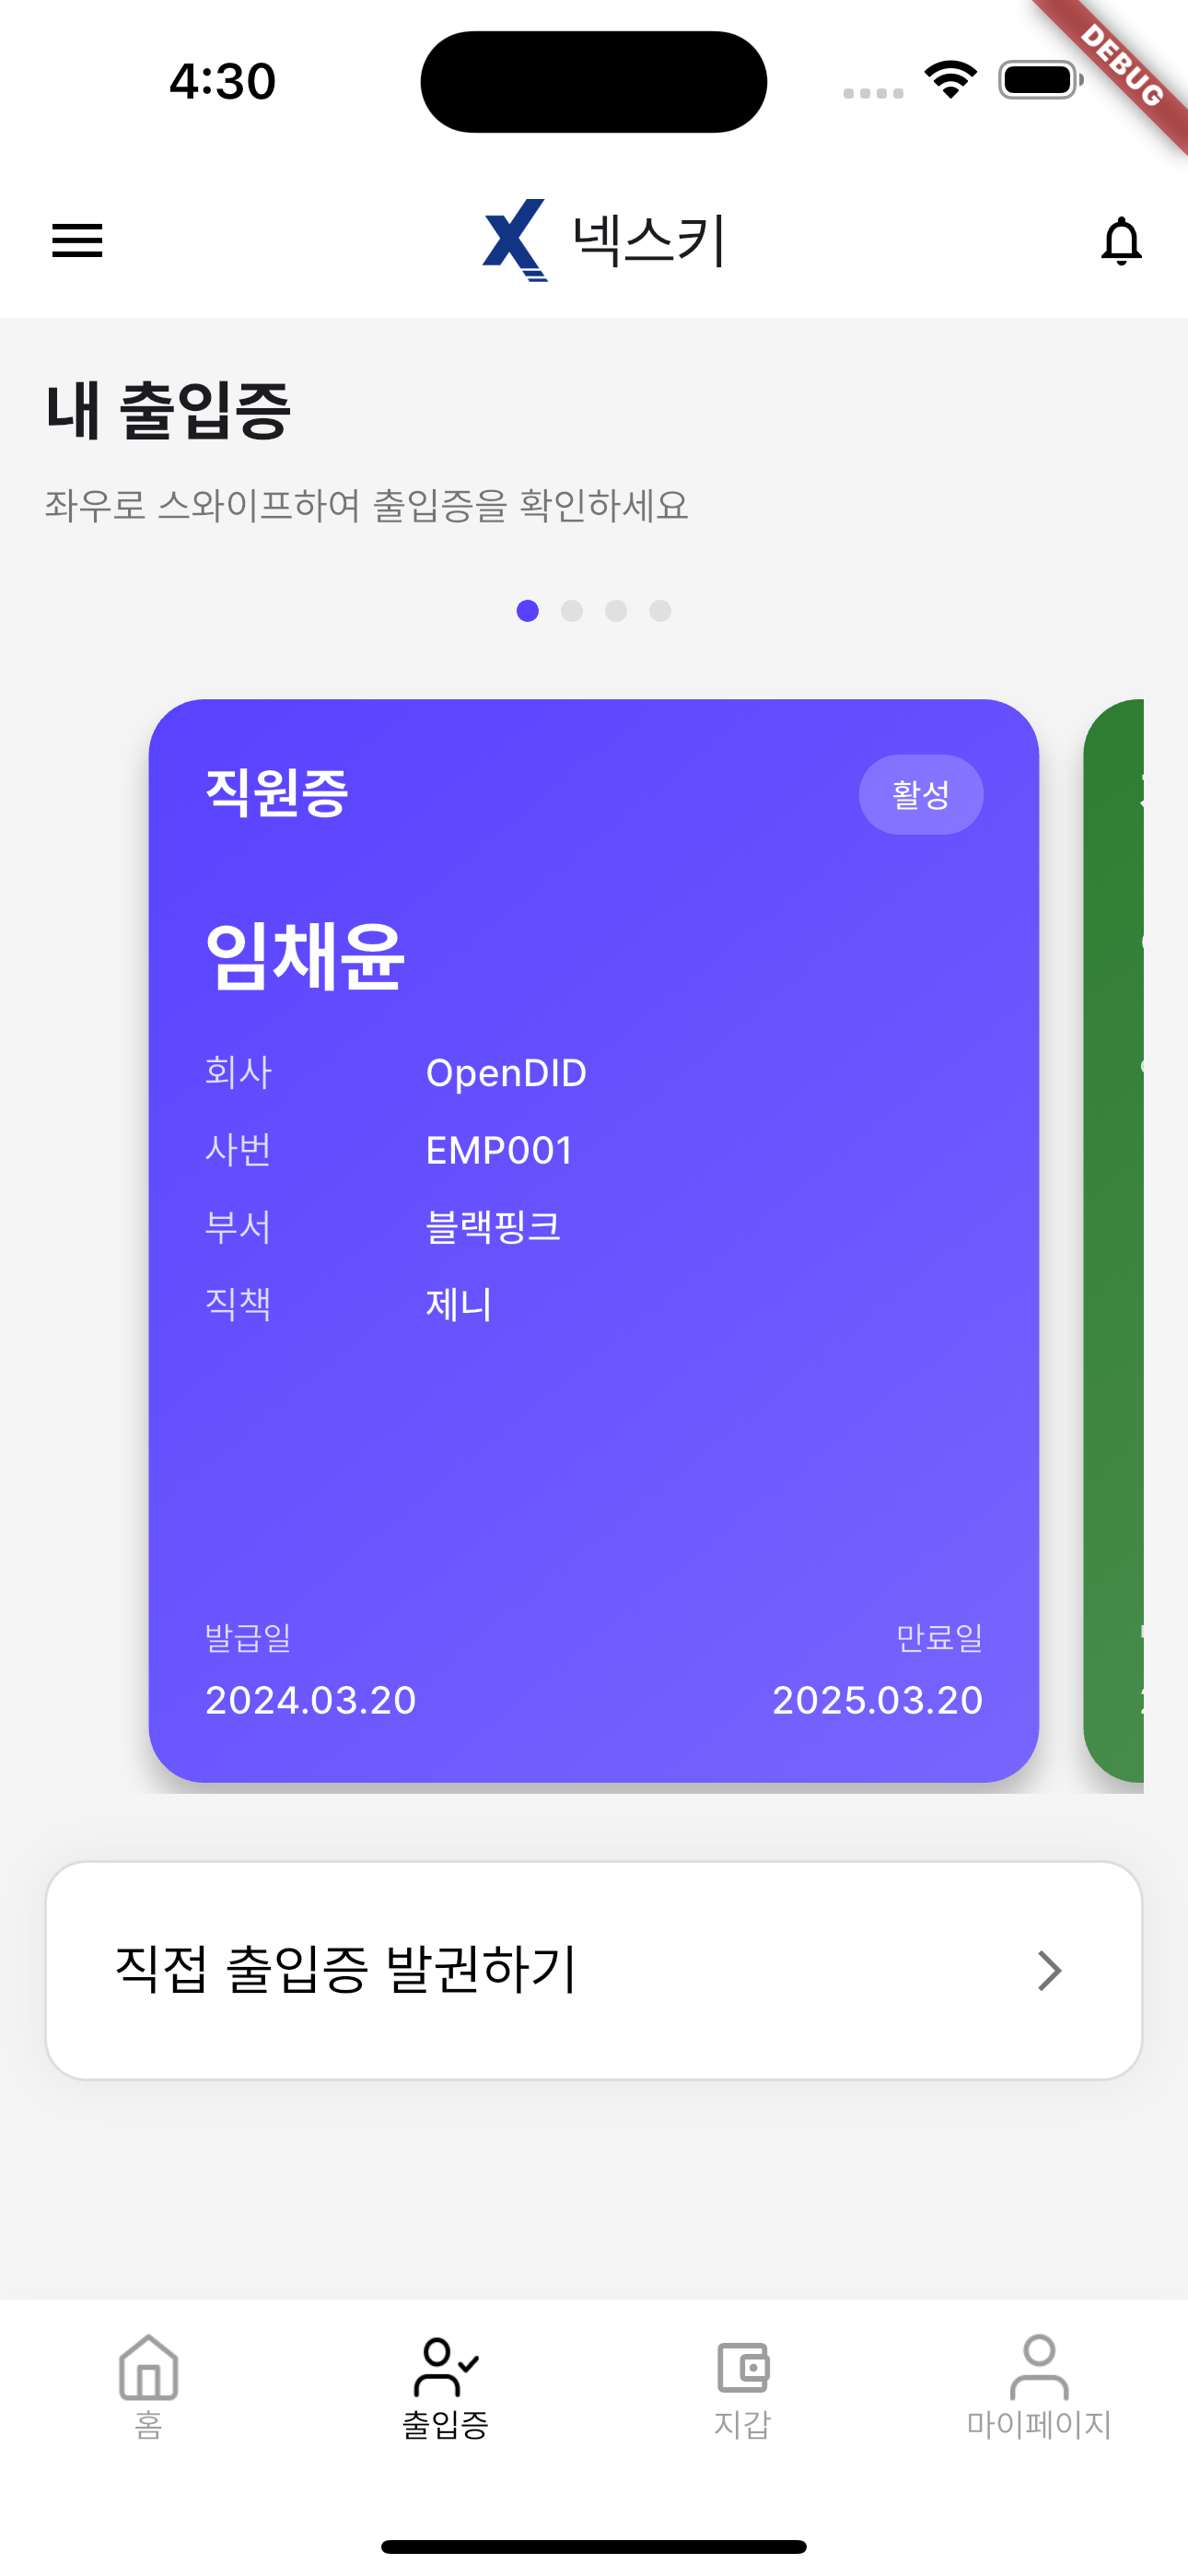 4:30
DEBUG
넥스키
내 출입증
좌우로 스와이프하여 출입증을 확인하세요
직원증
활성
임채윤
회사 OpenDID
사번 EMP001
부서 블랙핑크
직책 제니
발급일 만료일
2024.03.20 2025.03.20
직접 출입증 발권하기
홈 출입증 지갑 마이페이지